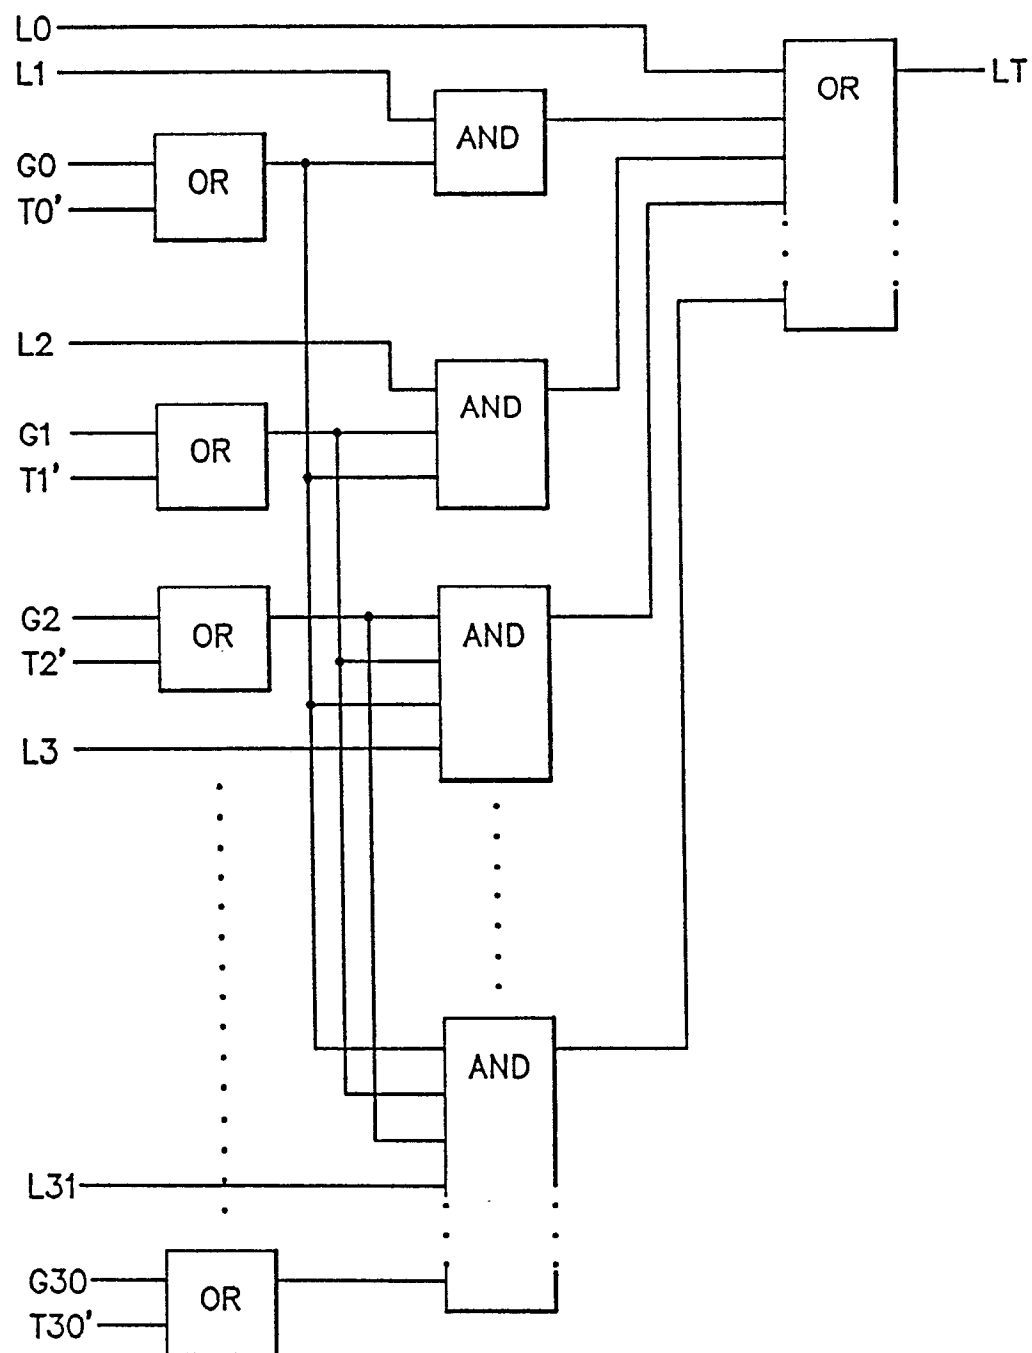 L0
LT
L1
OR
AND
G0
OR
T0'
L2
AND
G1
OR
T1'
G2
OR
AND
T2'
L3
AND
L31
G30
OR
T30'